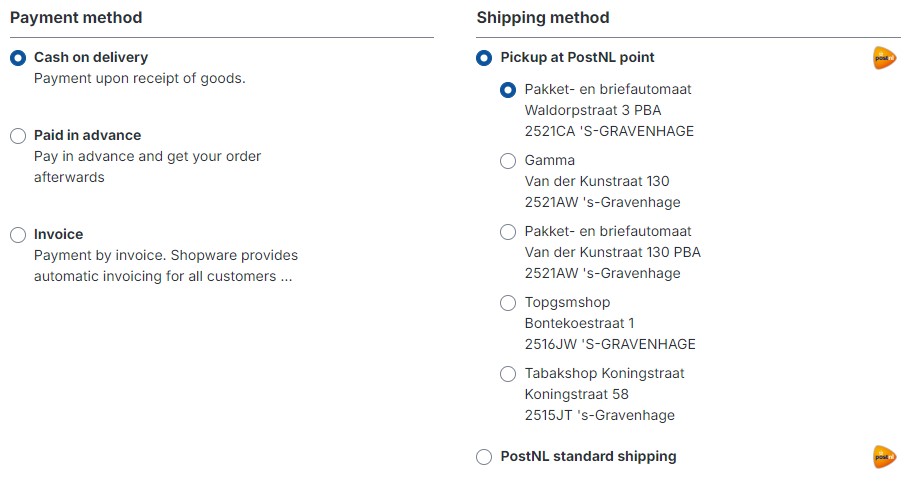 Payment method
Cash on delivery
Payment upon receipt of goods.
Paid in advance
Pay in advance and get your order
afterwards
Invoice
Payment by invoice. Shopware provides
automatic invoicing for all customers ...
Shipping method
Pickup at PostNL point
postnl
Pakket- en briefautomaat
Waldorpstraat 3 PBA
2521CA 'S-GRAVENHAGE
Gamma
Van der Kunstraat 130
2521AW 's-Gravenhage
Pakket- en briefautomaat
Van der Kunstraat 130 PBA
2521AW 's-Gravenhage
Topgsmshop
Bontekoestraat 1
2516JW 'S-GRAVENHAGE
Tabakshop Koningstraat
Koningstraat 58
2515JT 's-Gravenhage
PostNL standard shipping
postnl